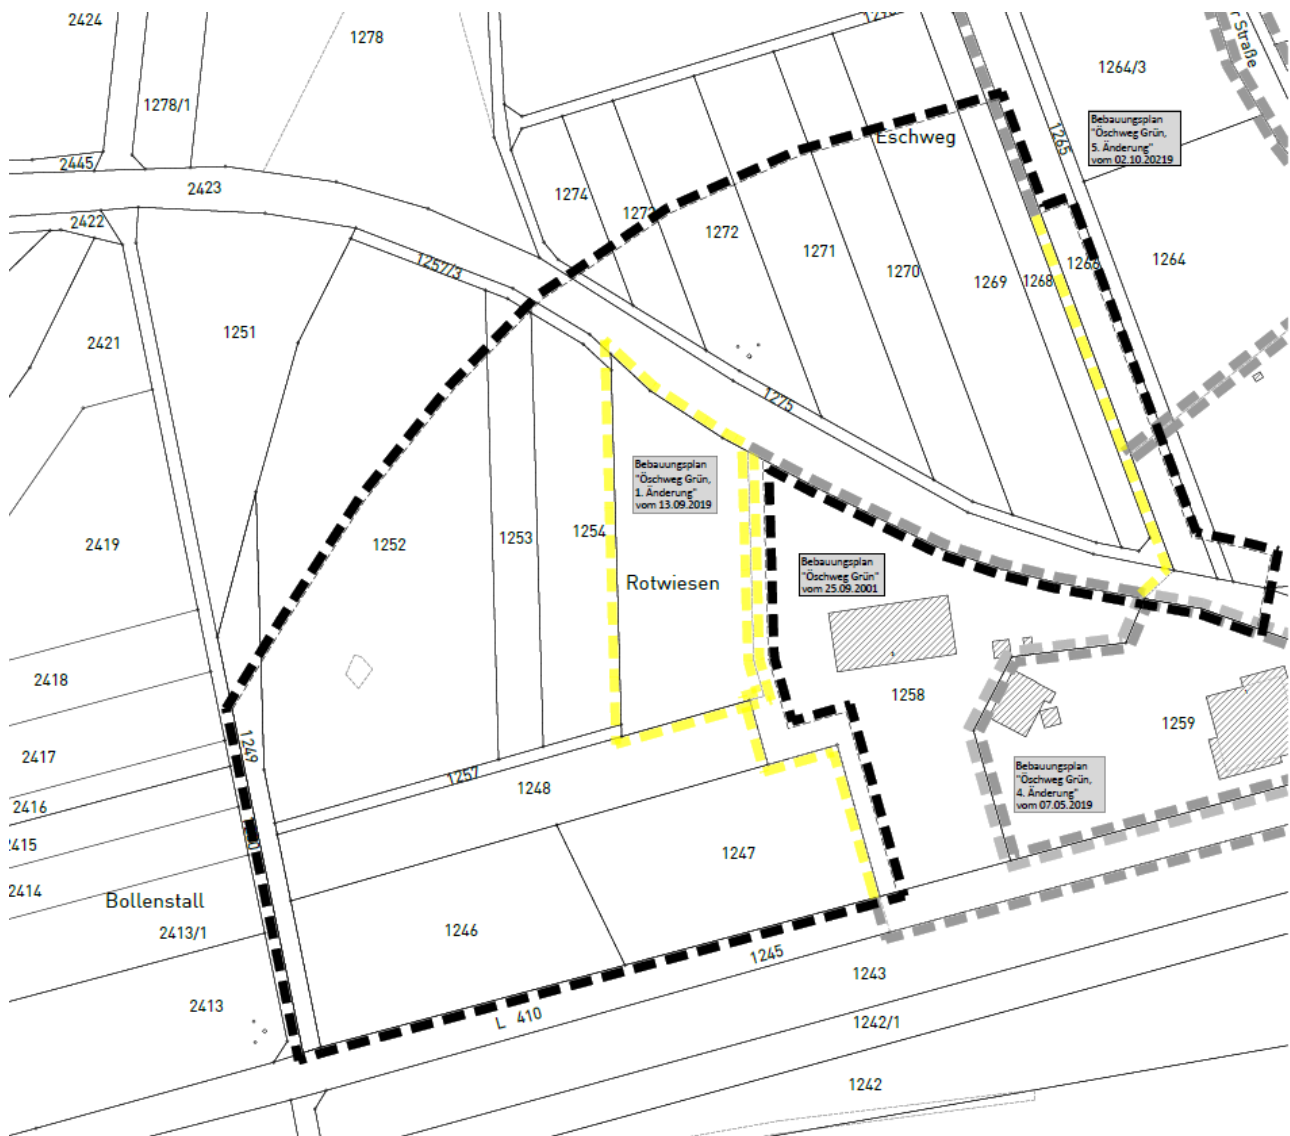 2424
1278
r Straße
1264/3
1278/1
Bebauungsplan
"Öschweg Grün,
5. Änderung"
vom 02.10.20219
Eschweg
1265
2445
2423
1274
1273
2422
1272
1271
1257/3
1264
1266
1268
1269
1270
1251
2421
1275
Bebauungsplan
"Öschweg Grün,
1. Änderung"
vom 13.09.2019
1254
1253
1252
2419
Rotwiesen
Bebauungsplan
"Öschweg Grün"
vom 25.09.2001
2418
1258
1259
1249
2417
1257
1248
Bebauungsplan
"Öschweg Grün,
4. Änderung"
vom 07.05.2019
2416
2415
1247
2414
Bollenstall
2413/1
1246
1245
1243
2413
L 410
1242/1
1242